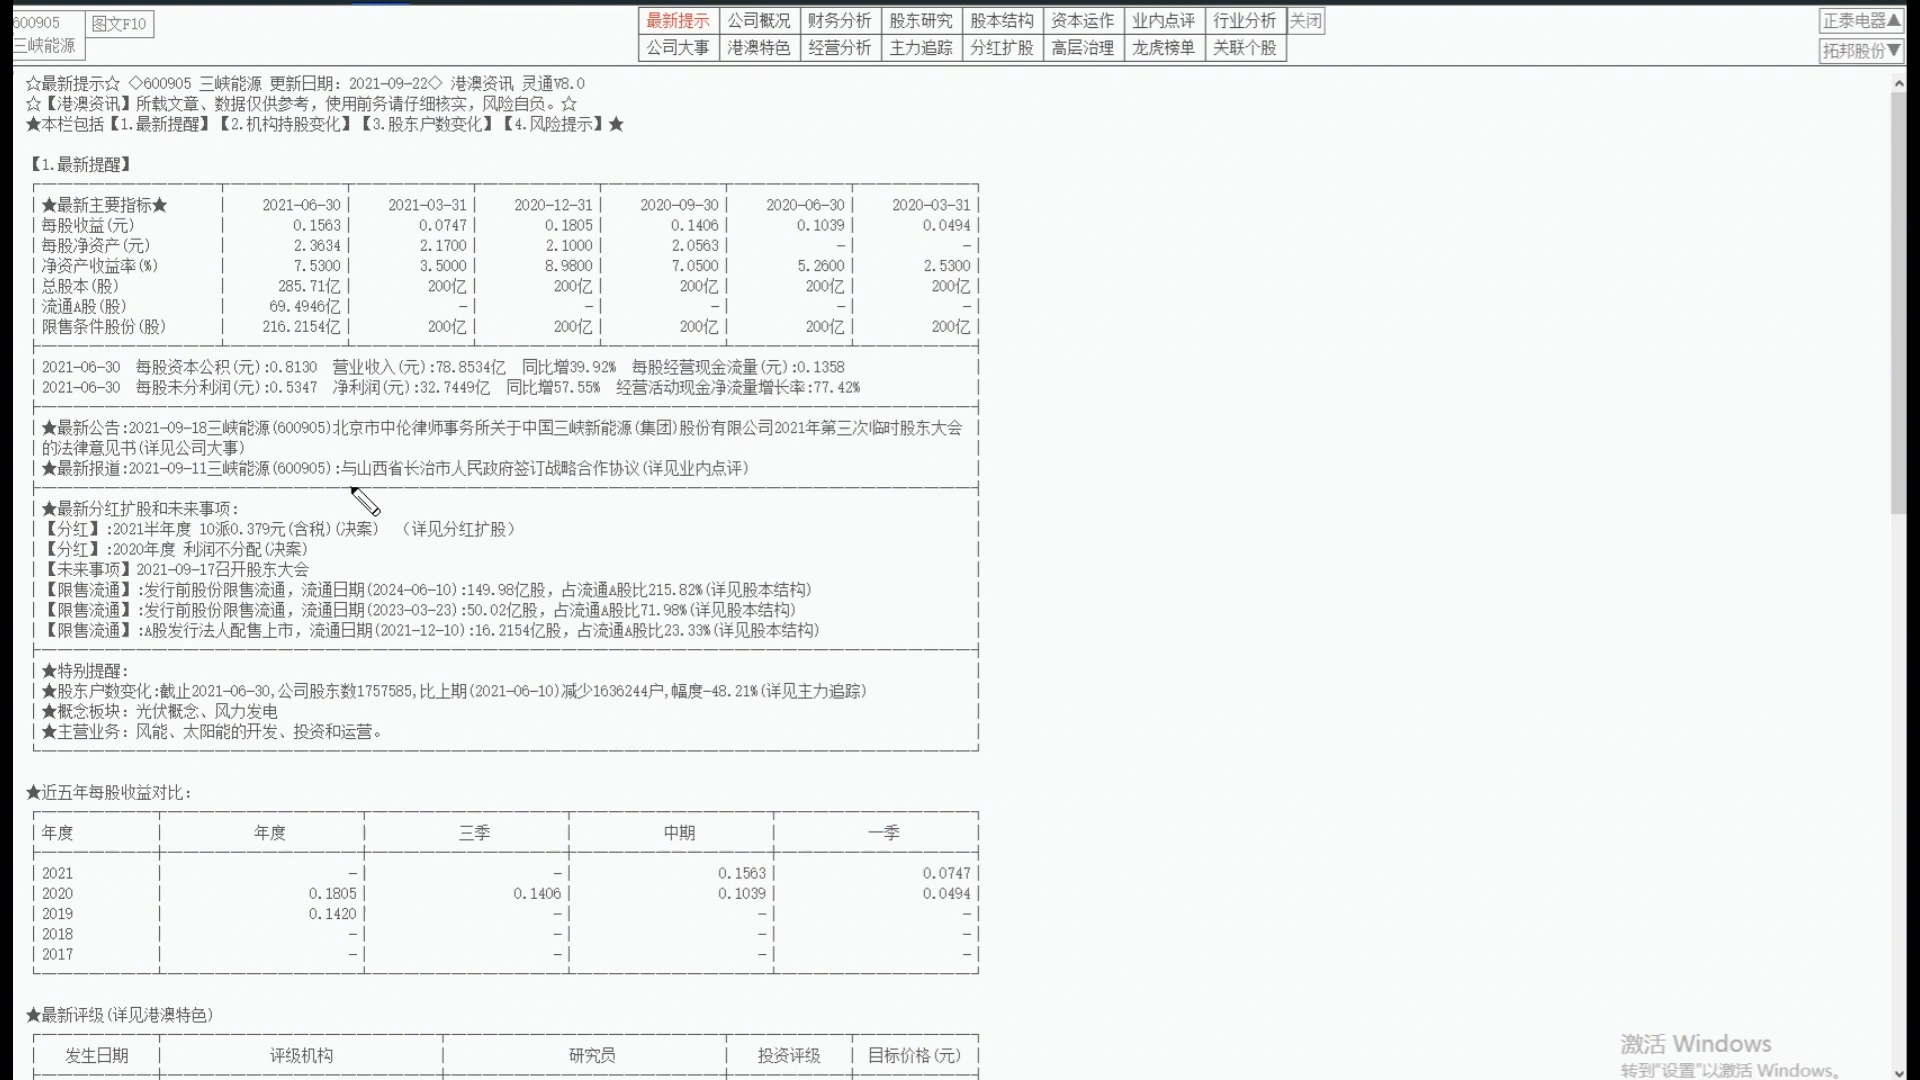 600905 图文F10 最新提示 公司概况 财务分析 股东研究 股本结构 资本运作 业内点评 行业分析 关闭 正泰电器▲
三峡能源 公司大事 港澳特色 经营分析 主力追踪 分红扩股 高层治理 龙虎榜单 关联个股 拓邦股份▼
☆最新提示☆ ◇600905 三峡能源 更新日期: 2021-09-22◇ 港澳资讯 灵通V8.0
☆【港澳资讯】所载文章、数据仅供参考，使用前务请仔细核实，风险自负。☆
★本栏包括【1.最新提醒】【2.机构持股变化】【3.股东户数变化】【4.风险提示】★
【1.最新提醒】
★最新主要指标★ 2021-06-30 2021-03-31 2020-12-31 2020-09-30 2020-06-30 2020-03-31
每股收益(元) 0.1563 0.0747 0.1805 0.1406 0.1039 0.0494
每股净资产(元) 2.3634 2.1700 2.1000 2.0563 - -
净资产收益率(%) 7.5300 3.5000 8.9800 7.0500 5.2600 2.5300
总股本(股) 285.71亿 200亿 200亿 200亿 200亿 200亿
流通A股(股) 69.4946亿 - - - - -
限售条件股份(股) 216.2154亿 200亿 200亿 200亿 200亿 200亿
2021-06-30 每股资本公积(元):0.8130 营业收入(元):78.8534亿 同比增39.92% 每股经营现金流量(元):0.1358
2021-06-30 每股未分利润(元):0.5347 净利润(元):32.7449亿 同比增57.55% 经营活动现金净流量增长率:77.42%
★最新公告:2021-09-18三峡能源(600905)北京市中伦律师事务所关于中国三峡新能源(集团)股份有限公司2021年第三次临时股东大会
的法律意见书(详见公司大事)
★最新报道:2021-09-11三峡能源(600905):与山西省长治市人民政府签订战略合作协议(详见业内点评)
★最新分红扩股和未来事项:
【分红】:2021半年度 10派0.379元(含税)(决案) （详见分红扩股）
【分红】:2020年度 利润不分配(决案)
【未来事项】2021-09-17召开股东大会
【限售流通】:发行前股份限售流通，流通日期(2024-06-10):149.98亿股，占流通A股比215.82%(详见股本结构)
【限售流通】:发行前股份限售流通，流通日期(2023-03-23):50.02亿股，占流通A股比71.98%(详见股本结构)
【限售流通】:A股发行法人配售上市，流通日期(2021-12-10):16.2154亿股，占流通A股比23.33%(详见股本结构)
★特别提醒:
★股东户数变化:截止2021-06-30,公司股东数1757585,比上期(2021-06-10)减少1636244户,幅度-48.21%(详见主力追踪)
★概念板块: 光伏概念、风力发电
★主营业务: 风能、太阳能的开发、投资和运营。
★近五年每股收益对比:
年度 年度 三季 中期 一季
2021 - - 0.1563 0.0747
2020 0.1805 0.1406 0.1039 0.0494
2019 0.1420 - - -
2018 - - - -
2017 - - - -
★最新评级(详见港澳特色)
发生日期 评级机构 研究员 投资评级 目标价格(元)
激活 Windows
转到"设置"以激活 Windows。